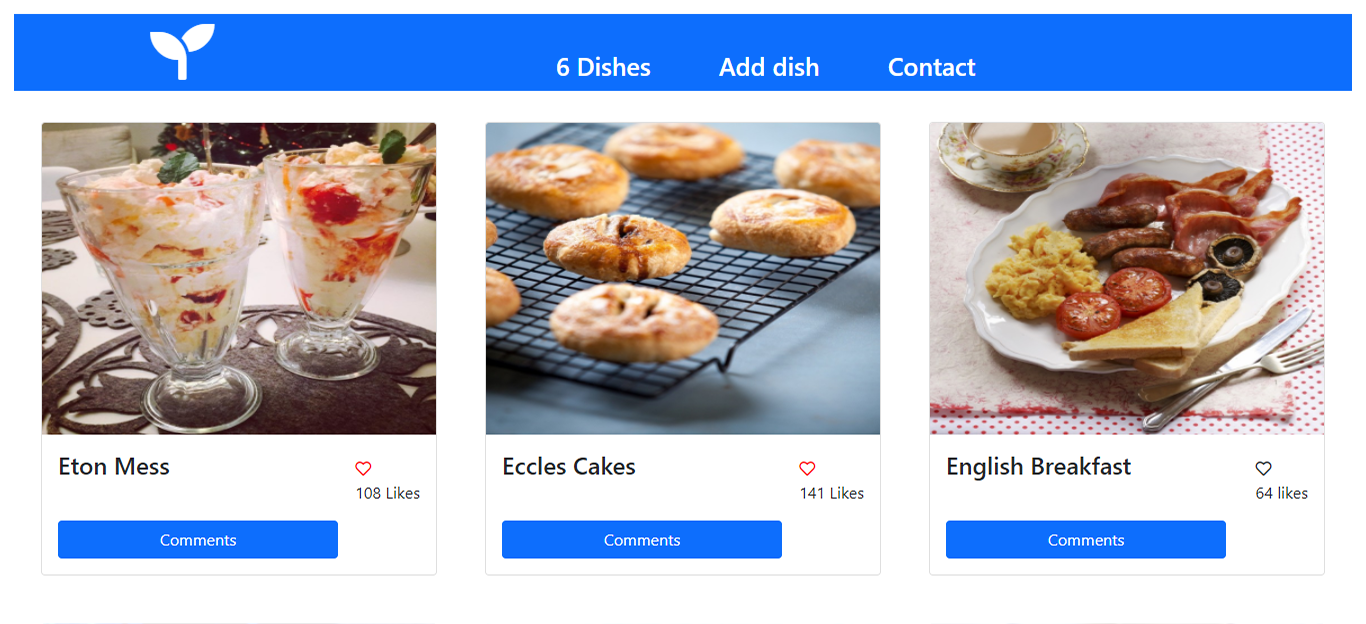 6 Dishes Add dish Contact
Eton Mess
108 Likes
Comments
Eccles Cakes
141 Likes
Comments
English Breakfast
64 likes
Comments